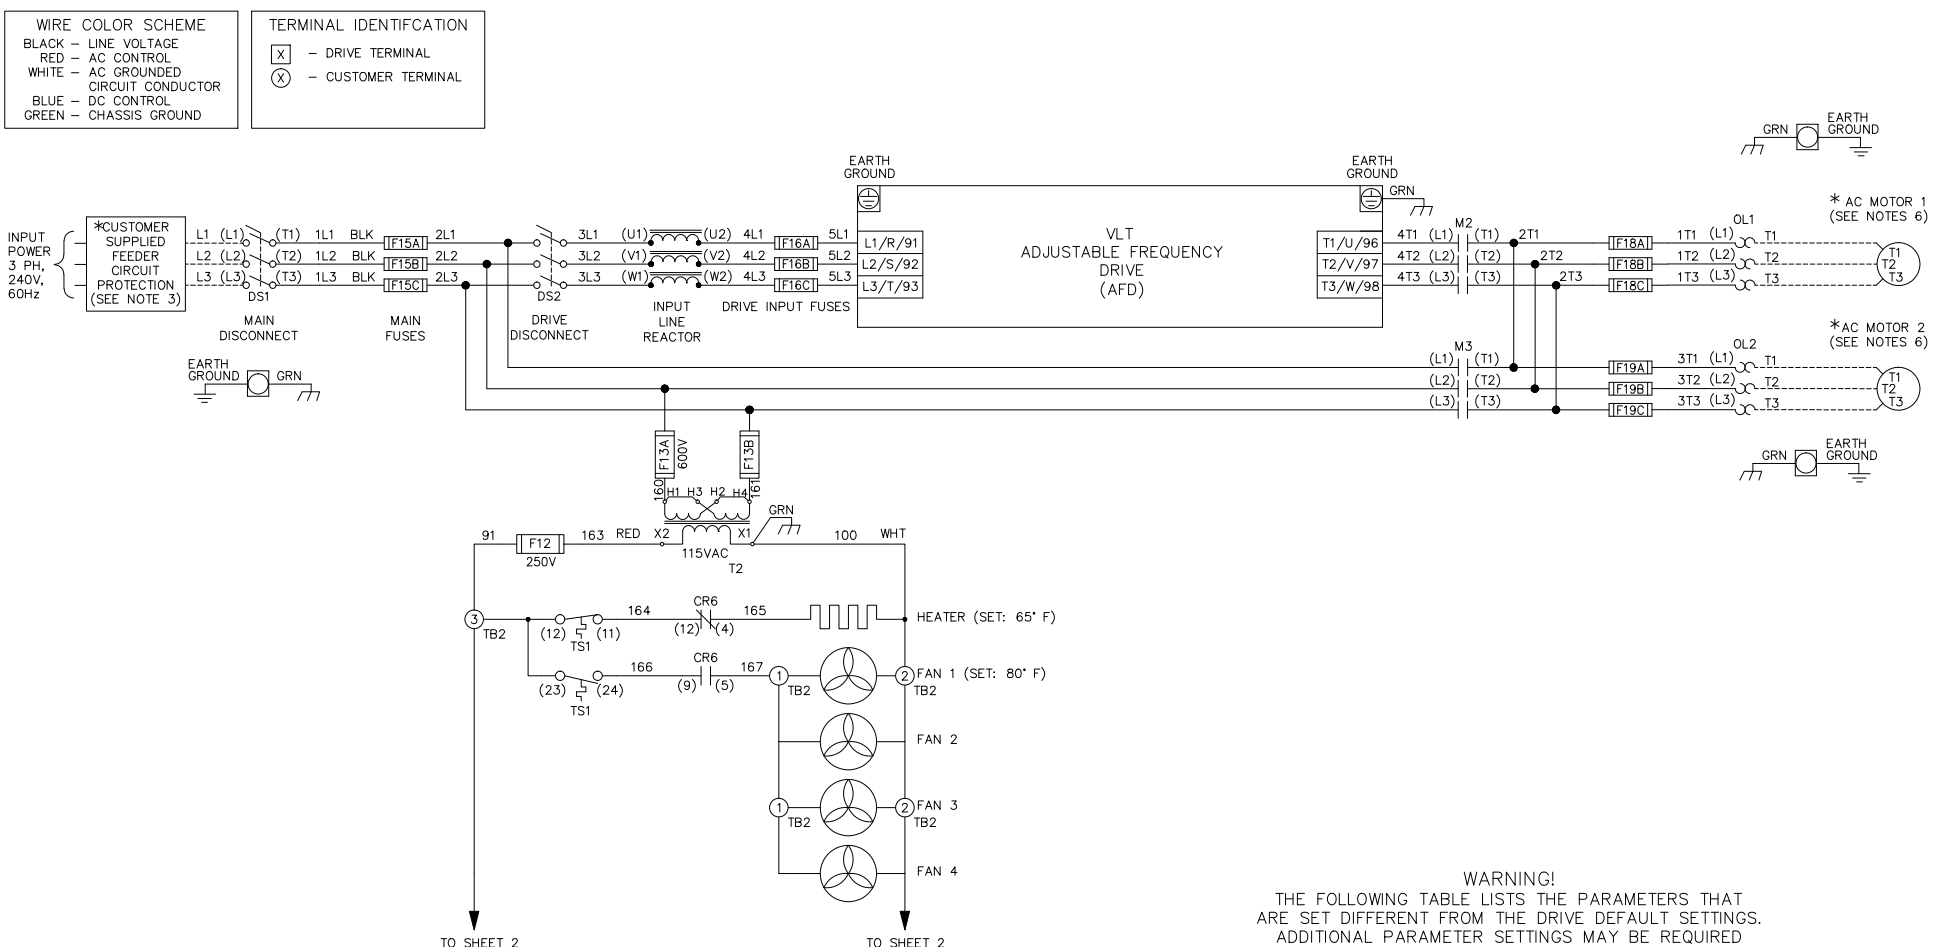 WIRE COLOR SCHEME
BLACK – LINE VOLTAGE
RED – AC CONTROL
WHITE – AC GROUNDED
CIRCUIT CONDUCTOR
BLUE – DC CONTROL
GREEN – CHASSIS GROUND
TERMINAL IDENTIFCATION
X – DRIVE TERMINAL
X – CUSTOMER TERMINAL
INPUT
POWER
3 PH,
240V,
60Hz
*CUSTOMER
SUPPLIED
FEEDER
CIRCUIT
PROTECTION
(SEE NOTE 3)
L1 (L1) (T1) 1L1 BLK F15A 2L1 3L1 (U1) (U2) 4L1 F16A 5L1 L1/R/91
L2 (L2) (T2) 1L2 BLK F15B 2L2 3L2 (V1) (V2) 4L2 F16B 5L2 L2/S/92
L3 (L3) (T3) 1L3 BLK F15C 2L3 3L3 (W1) (W2) 4L3 F16C 5L3 L3/T/93
DS1
MAIN
DISCONNECT
MAIN
FUSES
DS2
DRIVE
DISCONNECT
INPUT
LINE
REACTOR
DRIVE INPUT FUSES
EARTH
GROUND
VLT
ADJUSTABLE FREQUENCY
DRIVE
(AFD)
EARTH
GROUND
GRN
M2
T1/U/96 4T1 (L1) (T1) 2T1 F18A 1T1 (L1) T1
T2/V/97 4T2 (L2) (T2) 2T2 F18B 1T2 (L2) T2
T3/W/98 4T3 (L3) (T3) 2T3 F18C 1T3 (L3) T3
OL1
GRN
EARTH
GROUND
* AC MOTOR 1
(SEE NOTES 6)
T1
T2
T3
EARTH
GROUND GRN
M3
(L1) (T1) F19A 3T1 (L1) T1
(L2) (T2) F19B 3T2 (L2) T2
(L3) (T3) F19C 3T3 (L3) T3
OL2
*AC MOTOR 2
(SEE NOTES 6)
T1
T2
T3
GRN
EARTH
GROUND
F13A
600V
F13B
160
H1 H3 H2 H4
161
GRN
91 F12 163 RED X2 X1 100 WHT
250V
115VAC
T2
3
TB2
(12) (11) 164 CR6 (12) (4) 165 HEATER (SET: 65° F)
TS1
(23) (24) 166 CR6 (9) (5) 167 1 2 FAN 1 (SET: 80° F)
TS1
TB2 TB2
FAN 2
1 2 FAN 3
TB2 TB2
FAN 4
TO SHEET 2
TO SHEET 2
WARNING!
THE FOLLOWING TABLE LISTS THE PARAMETERS THAT
ARE SET DIFFERENT FROM THE DRIVE DEFAULT SETTINGS.
ADDITIONAL PARAMETER SETTINGS MAY BE REQUIRED